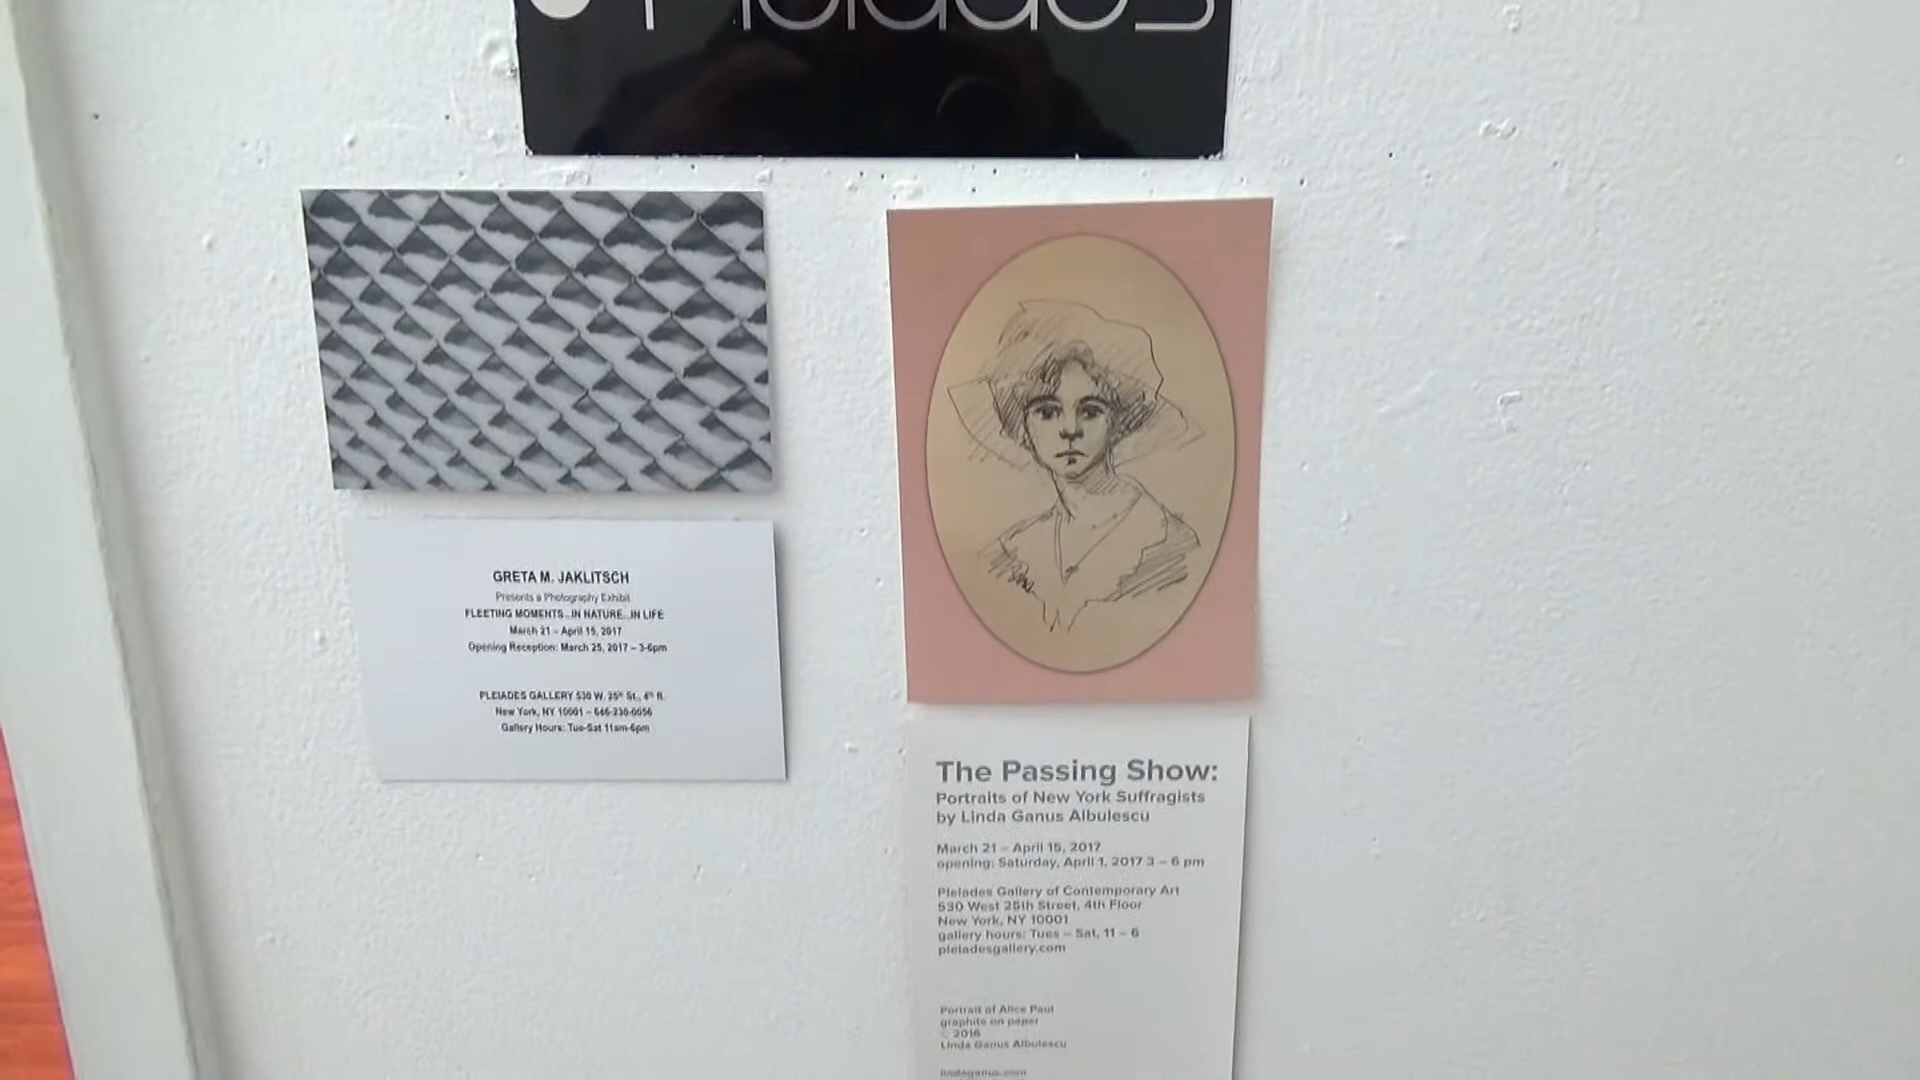 Pleiades
GRETA M. JAKLITSCH
Presents a Photography Exhibit
FLEETING MOMENTS...IN NATURE...IN LIFE
March 21 – April 15, 2017
Opening Reception: March 25, 2017 – 3-6pm
PLEIADES GALLERY 530 W. 25th St., 4th fl.
New York, NY 10001 – 646-230-0056
Gallery Hours: Tue-Sat 11am-6pm
The Passing Show:
Portraits of New York Suffragists
by Linda Ganus Albulescu
March 21 – April 15, 2017
opening: Saturday, April 1, 2017 3 – 6 pm
Pleiades Gallery of Contemporary Art
530 West 25th Street, 4th Floor
New York, NY 10001
gallery hours: Tues – Sat, 11 – 6
pleiadesgallery.com
Portrait of Alice Paul
graphite on paper
© 2016
Linda Ganus Albulescu
lindaganus.com